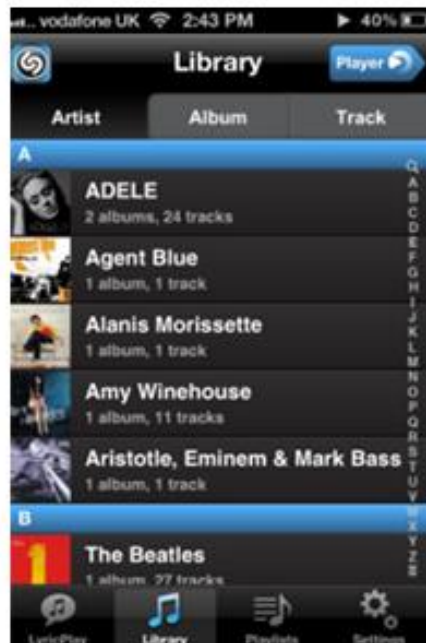 vodafone UK 2:43 PM 40%
Library
Player
Artist Album Track
A
ADELE
2 albums, 24 tracks
Agent Blue
1 album, 1 track
Alanis Morissette
1 album, 1 track
Amy Winehouse
1 album, 11 tracks
Aristotle, Eminem & Mark Bass
1 album, 1 track
B
1
The Beatles
1 album, 27 tracks
A
B
C
D
E
F
G
H
I
J
K
L
M
N
O
P
Q
R
S
T
U
V
W
X
Y
Z
#
LyricPlay Library Playlists Settings